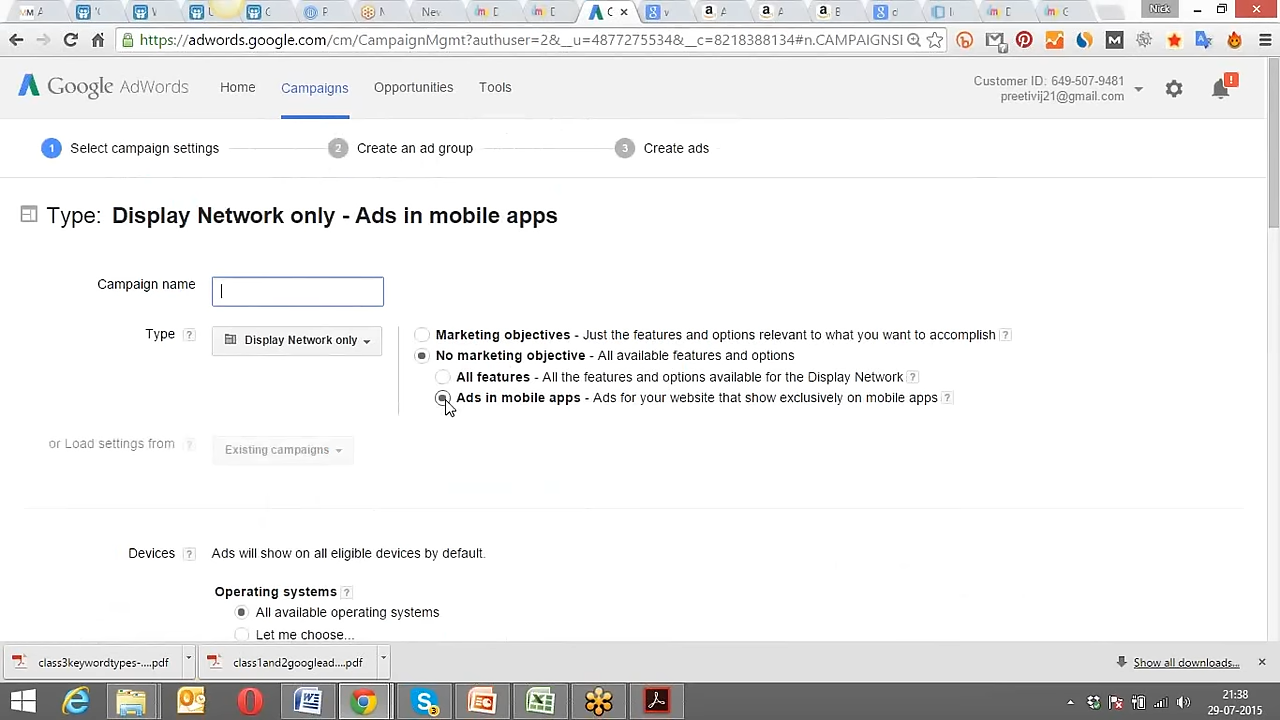 Nick
https://adwords.google.com/cm/CampaignMgmt?authuser=2&__u=4877275534&__c=8218388134#n.CAMPAIGNSI
Google AdWords
Home
Campaigns
Opportunities
Tools
Customer ID: 649-507-9481
preetivij21@gmail.com
!
1 Select campaign settings
2 Create an ad group
3 Create ads
Type: Display Network only - Ads in mobile apps
Campaign name
Type ?
Display Network only
Marketing objectives - Just the features and options relevant to what you want to accomplish ?
No marketing objective - All available features and options
All features - All the features and options available for the Display Network ?
Ads in mobile apps - Ads for your website that show exclusively on mobile apps ?
or Load settings from ?
Existing campaigns
Devices ? Ads will show on all eligible devices by default.
Operating systems ?
All available operating systems
Let me choose...
class3keywordtypes-....pdf
class1and2googlead....pdf
Show all downloads...
21:38
29-07-2015